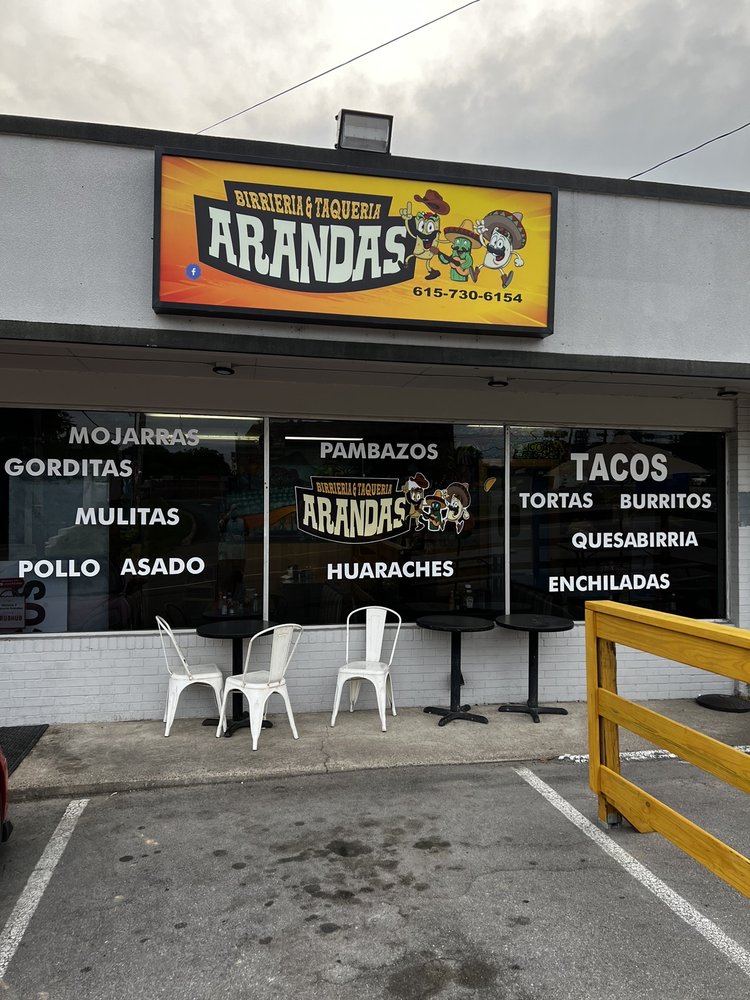 BIRRIERIA & TAQUERIA
ARANDAS
f
615-730-6154
MOJARRAS
GORDITAS
MULITAS
POLLO ASADO
PAMBAZOS
BIRRIERIA & TAQUERIA
ARANDAS
HUARACHES
TACOS
TORTAS BURRITOS
QUESABIRRIA
ENCHILADAS